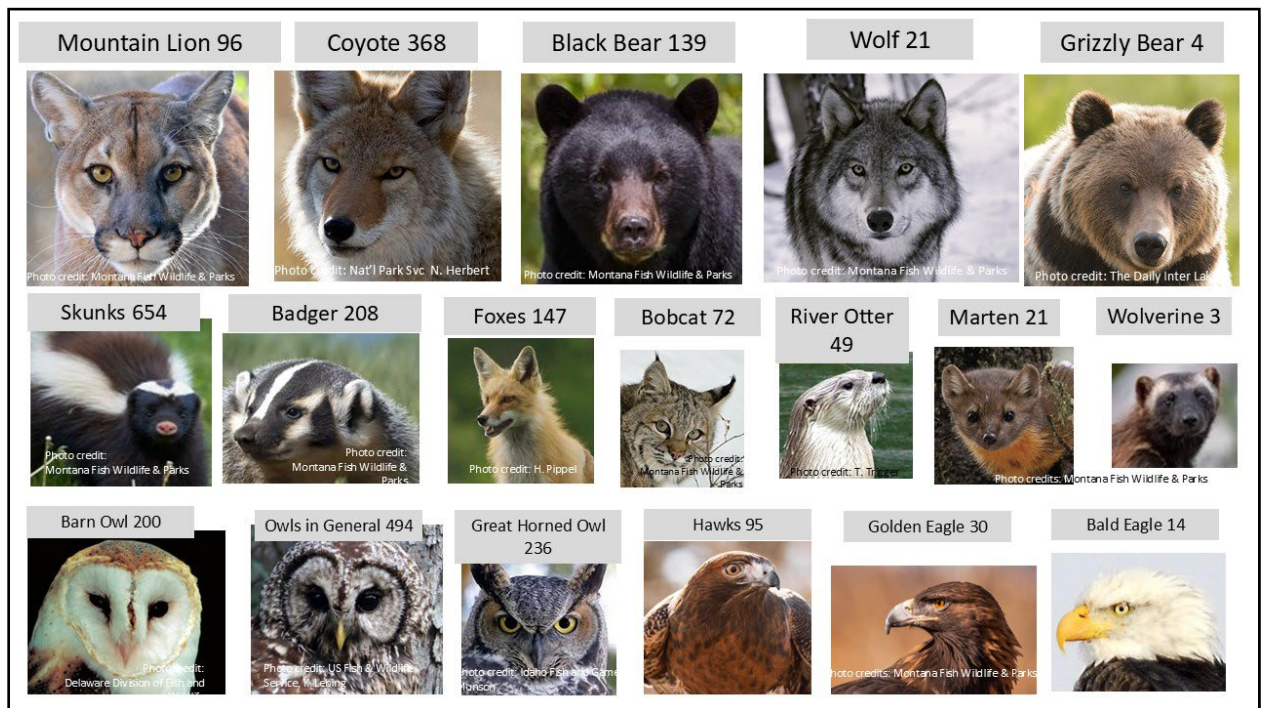 Mountain Lion 96
Coyote 368
Black Bear 139
Wolf 21
Grizzly Bear 4
Photo credit: Montana Fish Wildlife & Parks
Photo credit: Nat'l Park Svc N. Herbert
Photo credit: Montana Fish Wildlife & Parks
Photo credit: Montana Fish Wildlife & Parks
Photo credit: The Daily Inter
Skunks 654
Badger 208
Foxes 147
Bobcat 72
River Otter
49
Marten 21
Wolverine 3
Photo credit:
Montana Fish Wildlife & Parks
Photo credit:
Montana Fish Wildlife &
Parks
Photo credit: H. Pippel
Photo credit:
Montana Fish Wildlife &
Parks
Photo credit: T.
Photo credits: Montana Fish Wildlife & Parks
Barn Owl 200
Owls in General 494
Great Horned Owl
236
Hawks 95
Golden Eagle 30
Bald Eagle 14
Photo credit:
Delaware Division of Fish and
Photo credit: US Fish & Wildlife
Service, K. Lebing
Photo credit: Idaho Fish and Game
Munson
Photo credits: Montana Fish Wildlife & Parks